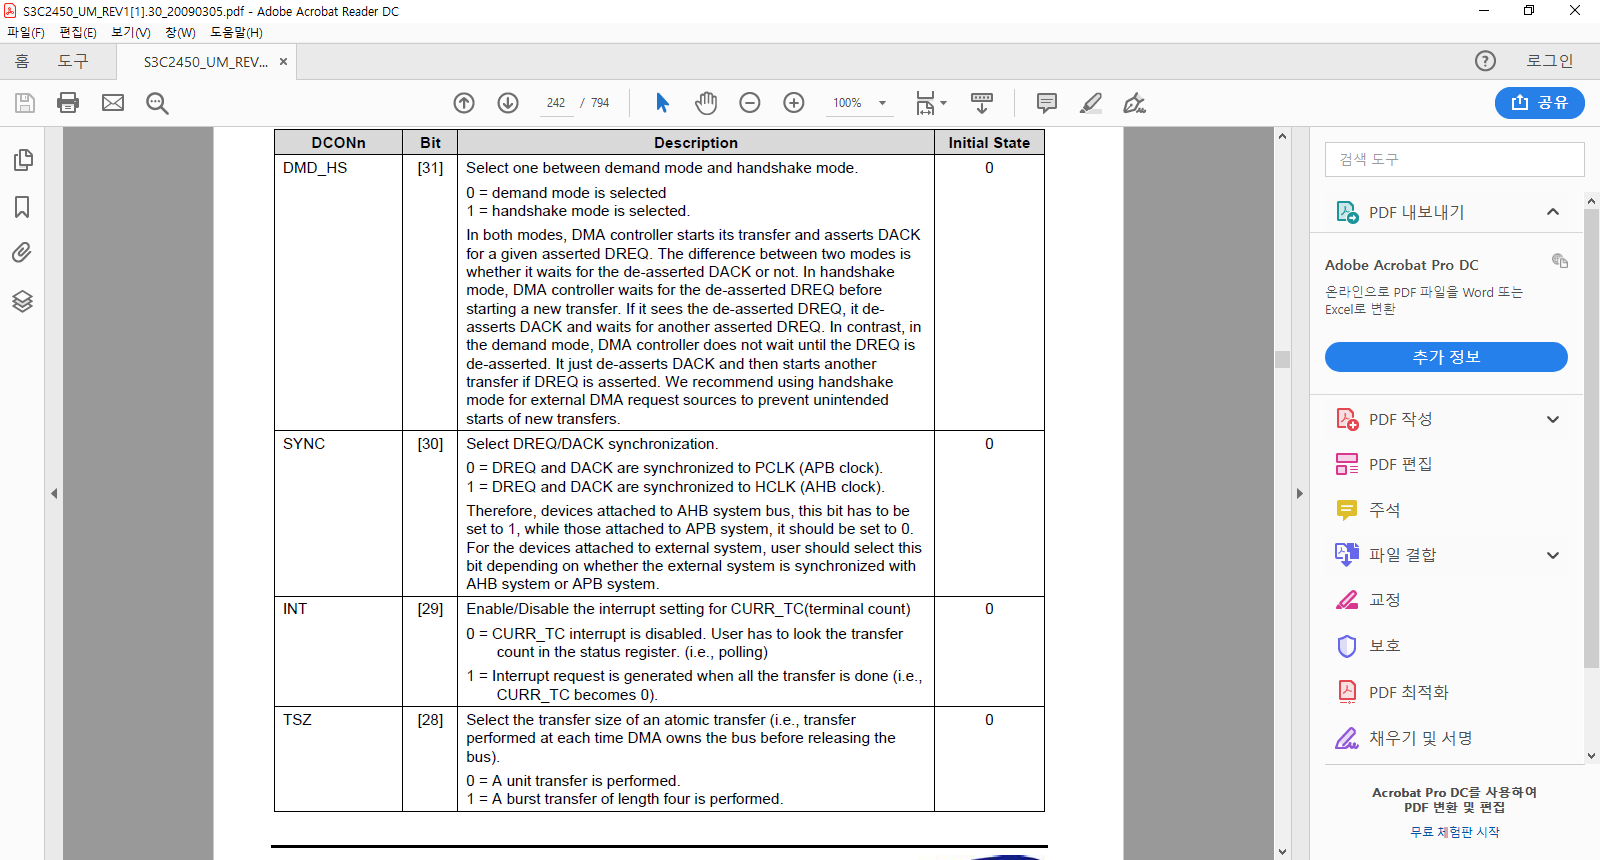 S3C2450_UM_REV1[1].30_20090305.pdf - Adobe Acrobat Reader DC
파일(F) 편집(E) 보기(V) 창(W) 도움말(H)
홈 도구 S3C2450_UM_REV... × 로그인
242 / 794 100% 공유
DCONn Bit Description Initial State
DMD_HS [31] Select one between demand mode and handshake mode. 0
0 = demand mode is selected
1 = handshake mode is selected.
In both modes, DMA controller starts its transfer and asserts DACK
for a given asserted DREQ. The difference between two modes is
whether it waits for the de-asserted DACK or not. In handshake
mode, DMA controller waits for the de-asserted DREQ before
starting a new transfer. If it sees the de-asserted DREQ, it de-
asserts DACK and waits for another asserted DREQ. In contrast, in
the demand mode, DMA controller does not wait until the DREQ is
de-asserted. It just de-asserts DACK and then starts another
transfer if DREQ is asserted. We recommend using handshake
mode for external DMA request sources to prevent unintended
starts of new transfers.
SYNC [30] Select DREQ/DACK synchronization. 0
0 = DREQ and DACK are synchronized to PCLK (APB clock).
1 = DREQ and DACK are synchronized to HCLK (AHB clock).
Therefore, devices attached to AHB system bus, this bit has to be
set to 1, while those attached to APB system, it should be set to 0.
For the devices attached to external system, user should select this
bit depending on whether the external system is synchronized with
AHB system or APB system.
INT [29] Enable/Disable the interrupt setting for CURR_TC(terminal count) 0
0 = CURR_TC interrupt is disabled. User has to look the transfer
count in the status register. (i.e., polling)
1 = Interrupt request is generated when all the transfer is done (i.e.,
CURR_TC becomes 0).
TSZ [28] Select the transfer size of an atomic transfer (i.e., transfer 0
performed at each time DMA owns the bus before releasing the
bus).
0 = A unit transfer is performed.
1 = A burst transfer of length four is performed.
검색 도구
PDF 내보내기
Adobe Acrobat Pro DC
온라인으로 PDF 파일을 Word 또는
Excel로 변환
추가 정보
PDF 작성
PDF 편집
주석
파일 결합
교정
보호
PDF 최적화
채우기 및 서명
Acrobat Pro DC를 사용하여
PDF 변환 및 편집
무료 체험판 시작